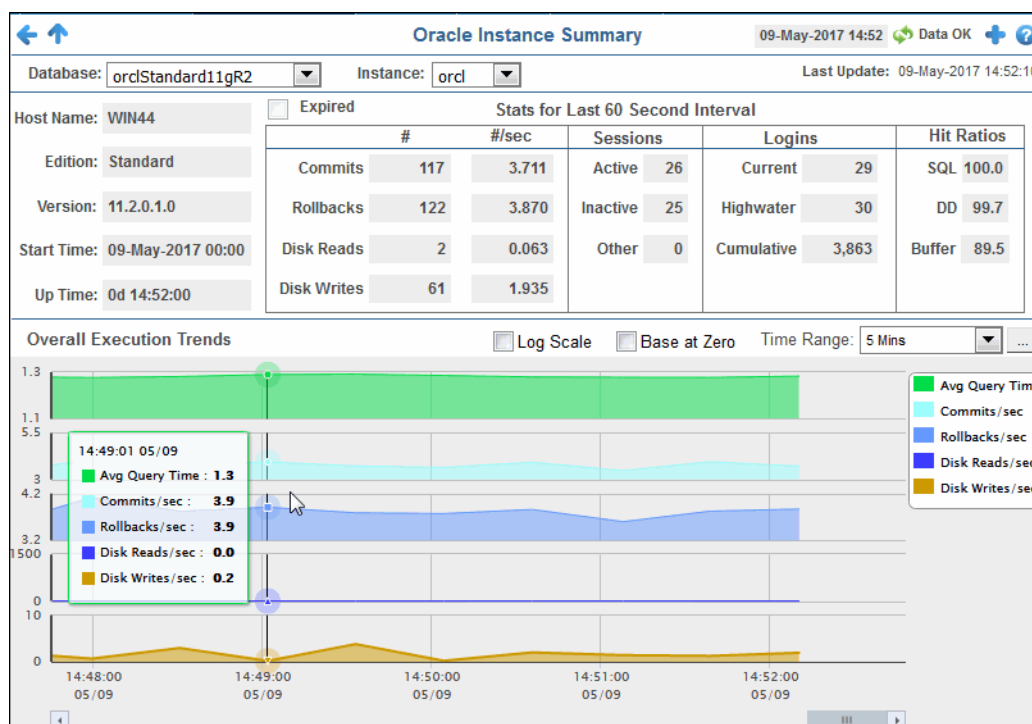 Oracle Instance Summary 09-May-2017 14:52 Data OK
Database: orclStandard11gR2 Instance: orcl Last Update: 09-May-2017 14:52:10
Host Name: WIN44
Edition: Standard
Version: 11.2.0.1.0
Start Time: 09-May-2017 00:00
Up Time: 0d 14:52:00
Expired Stats for Last 60 Second Interval
# #/sec Sessions Logins Hit Ratios
Commits 117 3.711 Active 26 Current 29 SQL 100.0
Rollbacks 122 3.870 Inactive 25 Highwater 30 DD 99.7
Disk Reads 2 0.063 Other 0 Cumulative 3,863 Buffer 89.5
Disk Writes 61 1.935
Overall Execution Trends Log Scale Base at Zero Time Range: 5 Mins ...
1.3
1.1
5.5
3
4.2
3.2
1500
0
10
0
14:49:01 05/09
Avg Query Time : 1.3
Commits/sec : 3.9
Rollbacks/sec : 3.9
Disk Reads/sec : 0.0
Disk Writes/sec : 0.2
Avg Query Tim
Commits/sec
Rollbacks/sec
Disk Reads/sec
Disk Writes/sec
14:48:00 14:49:00 14:50:00 14:51:00 14:52:00
05/09 05/09 05/09 05/09 05/09